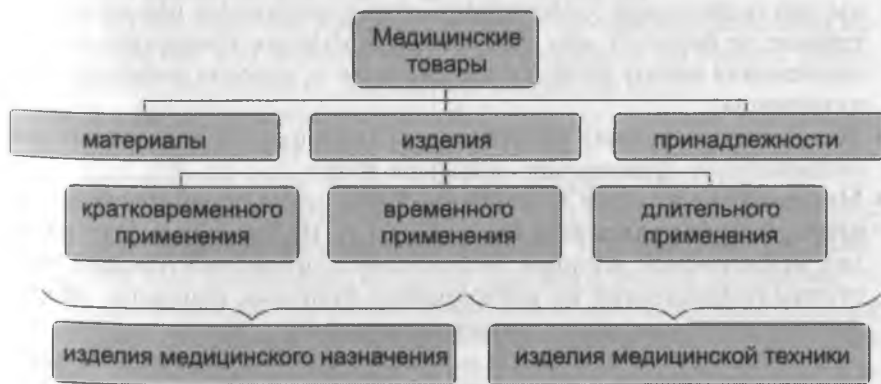 Медицинские
товары
материалы
изделия
принадлежности
кратковременного
применения
временного
применения
длительного
применения
изделия медицинского назначения
изделия медицинской техники